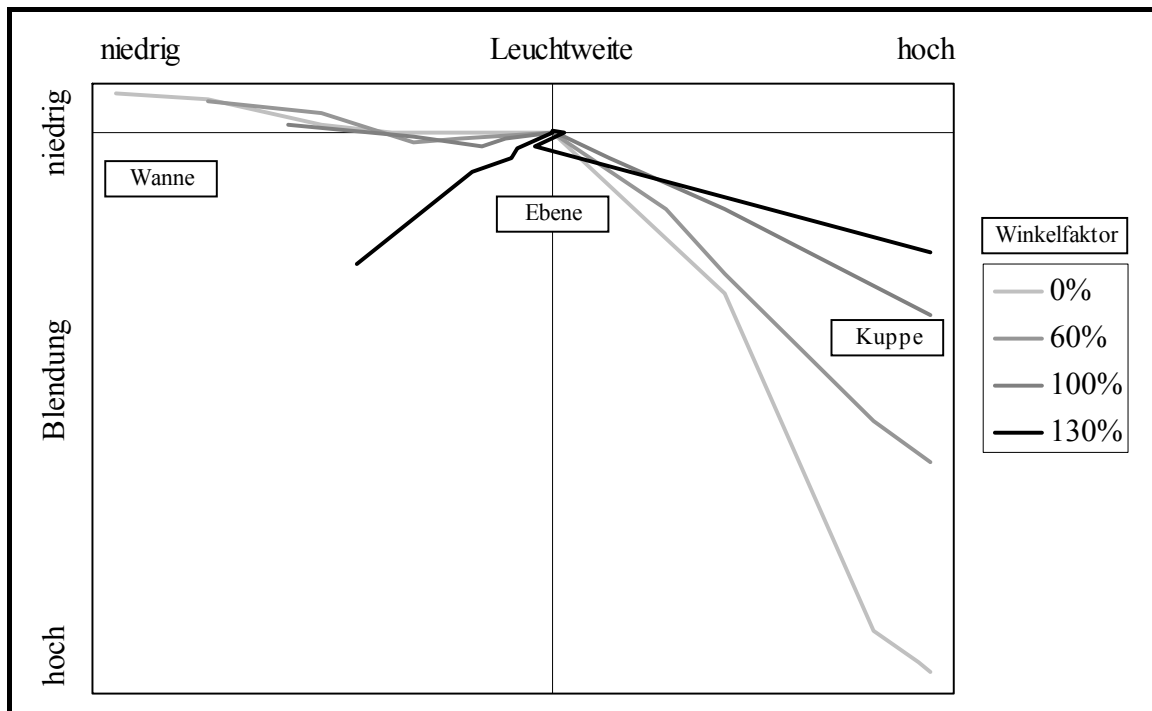 niedrig Leuchtweite hoch
niedrig
Blendung
hoch
Wanne
Ebene
Kuppe
Winkelfaktor
0%
60%
100%
130%